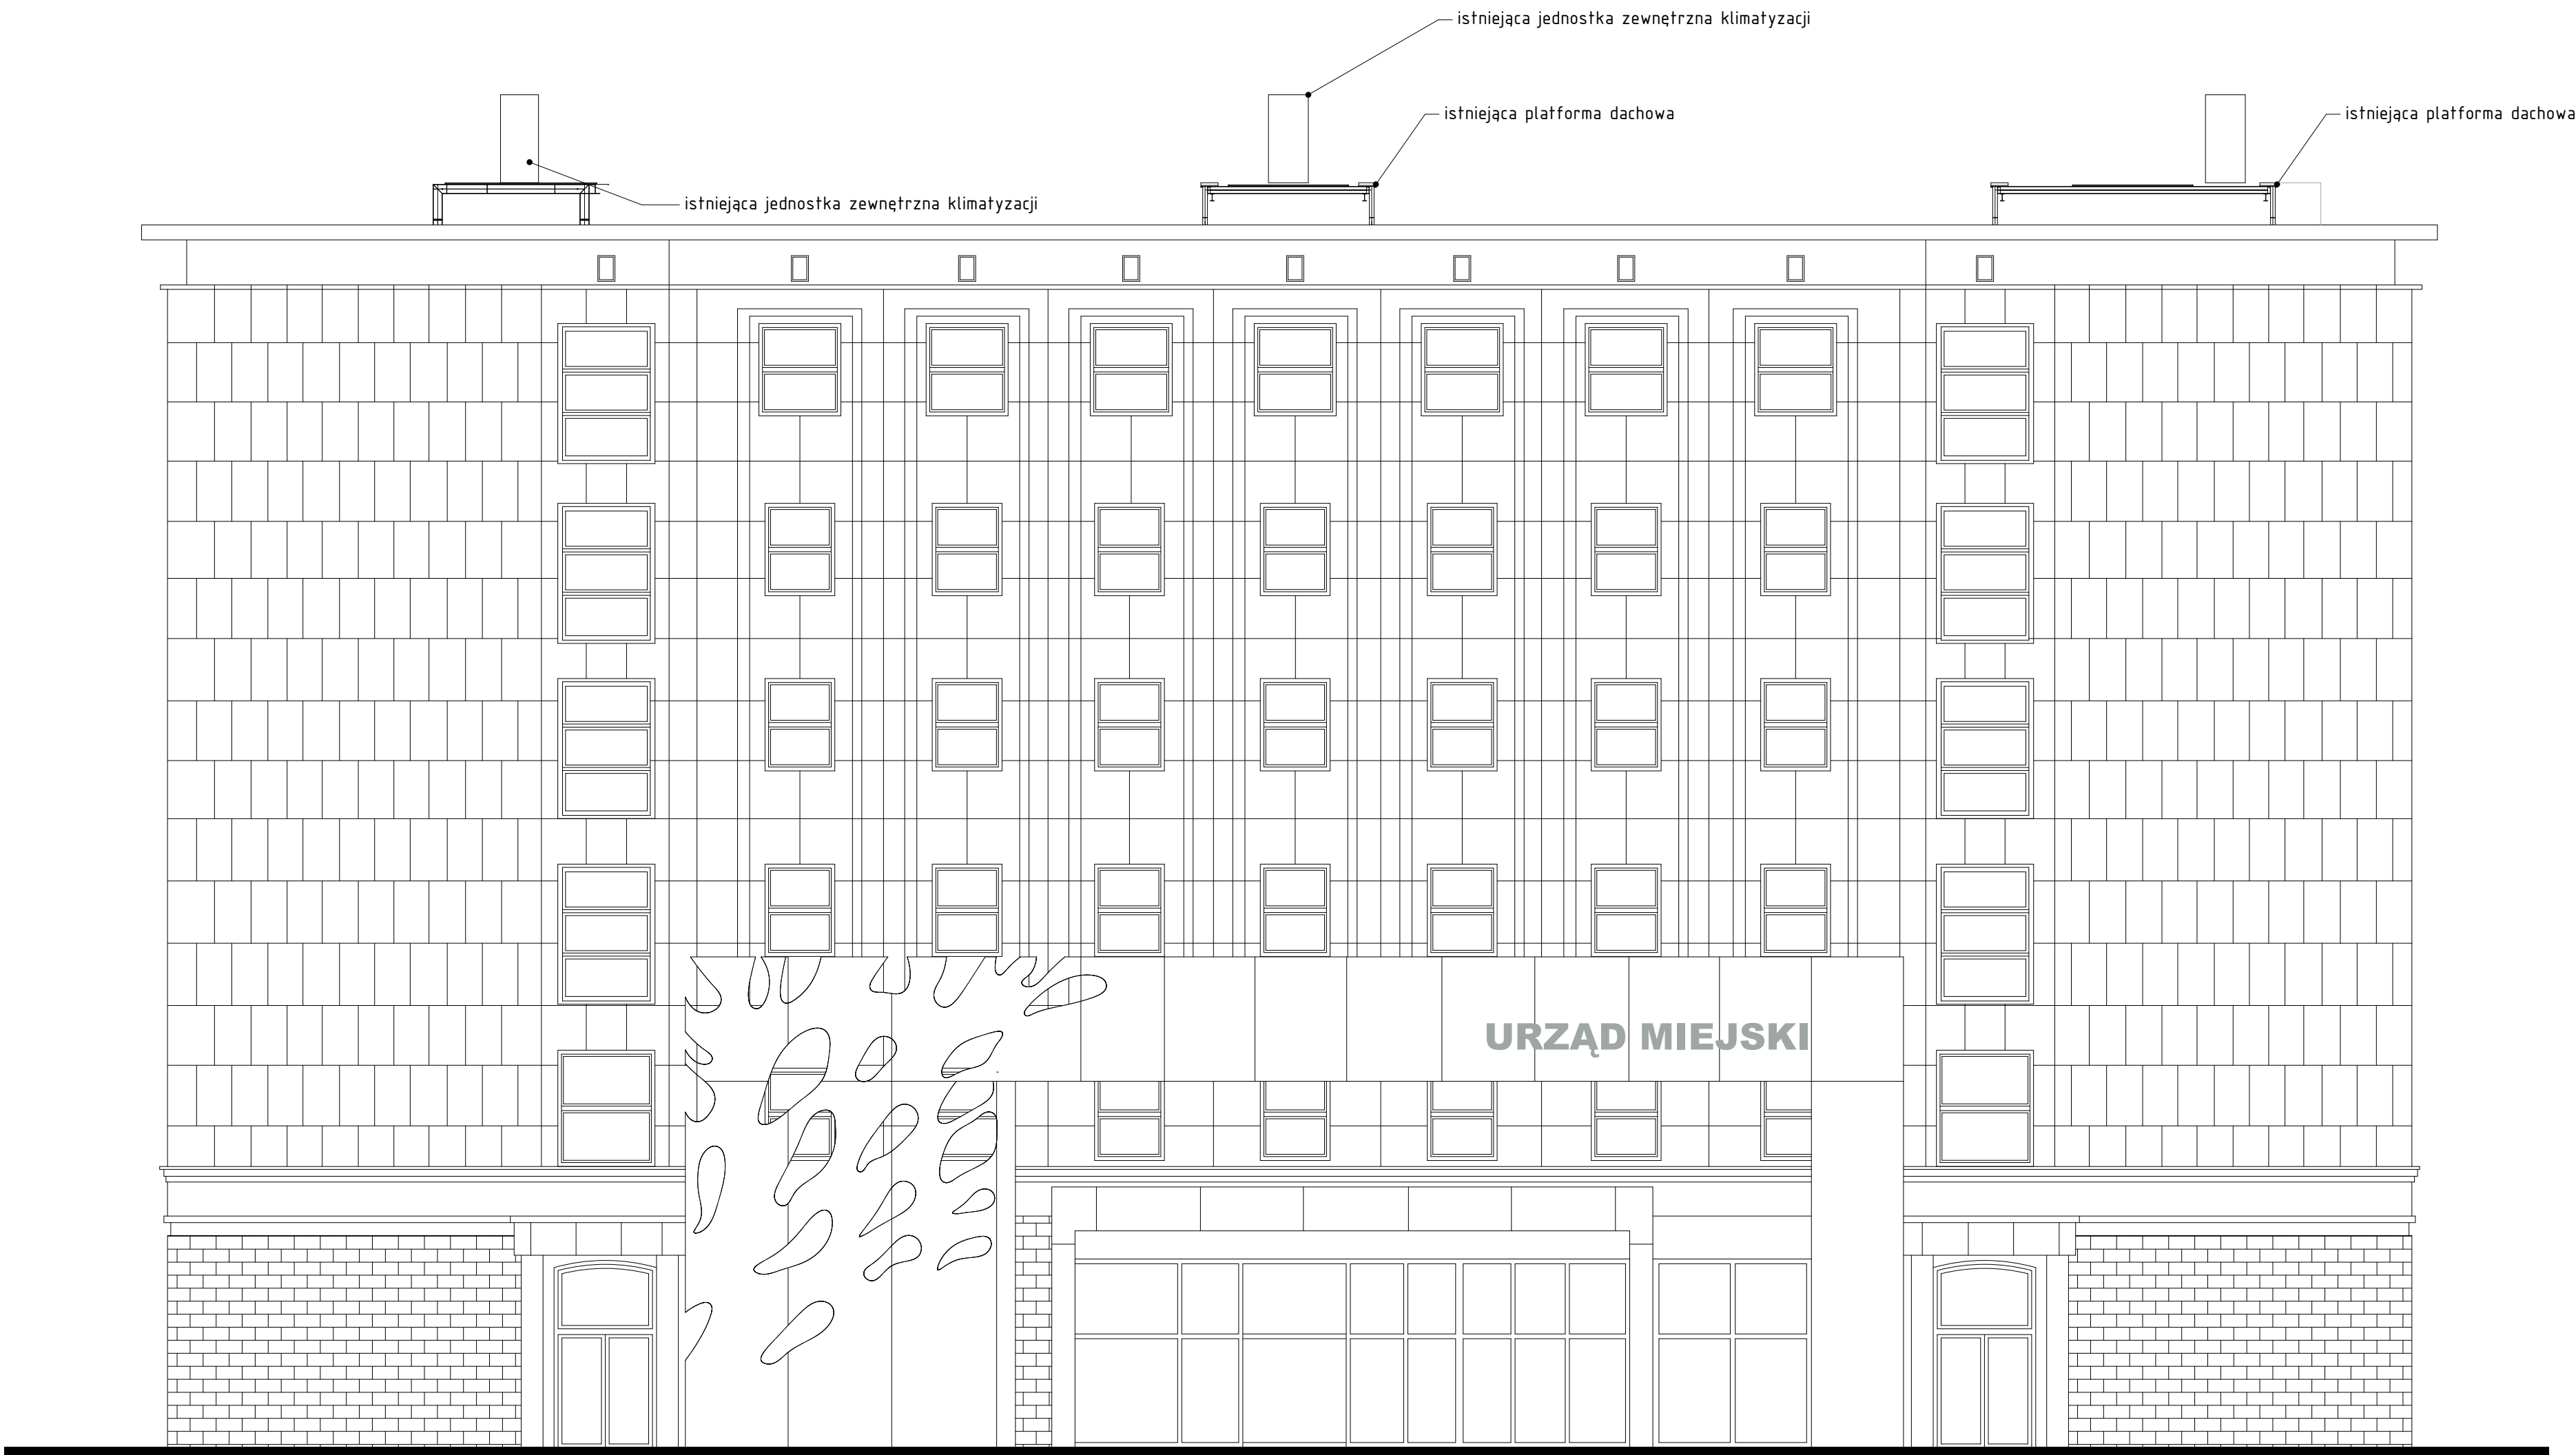 istniejąca jednostka zewnętrzna klimatyzacji
istniejąca platforma dachowa
istniejąca platforma dachowa
istniejąca jednostka zewnętrzna klimatyzacji
URZĄD MIEJSKI